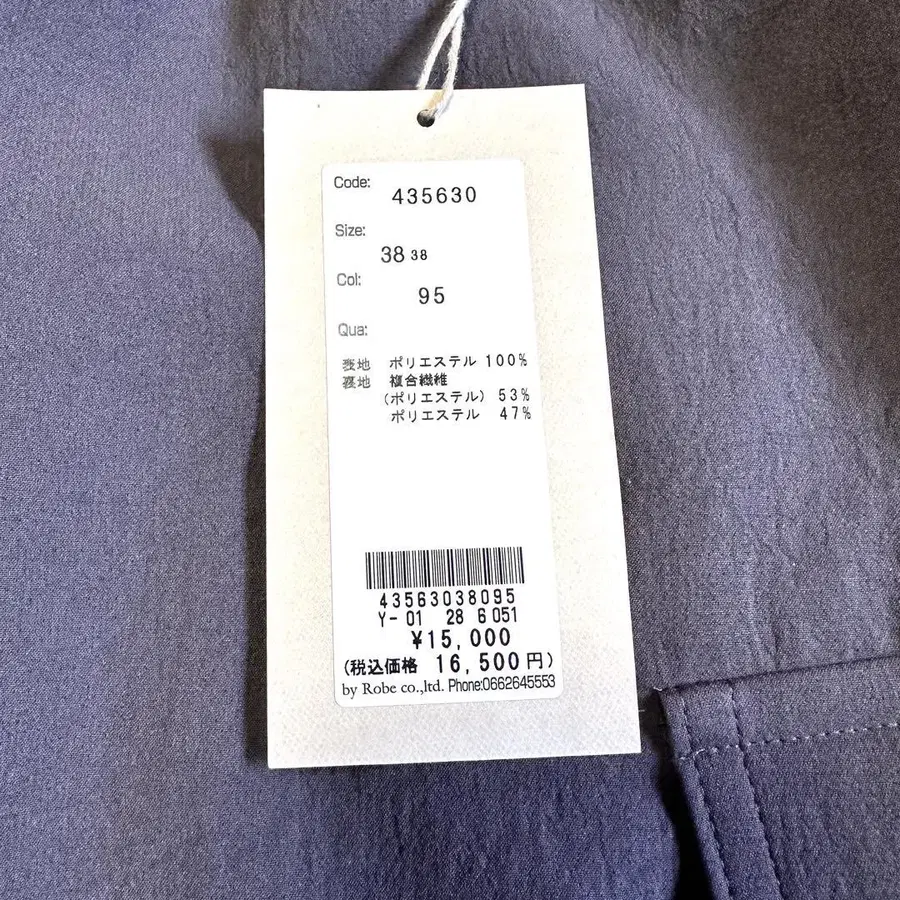 Code:
435630
Size:
38 38
Col:
95
Qua:
表地 ポリエステル 100%
裏地 複合繊維
(ポリエステル) 53%
ポリエステル 47%
43563038095
Y-01 28 6051
¥15,000
(税込価格 16,500円)
by Robe co.,ltd. Phone:0662645553